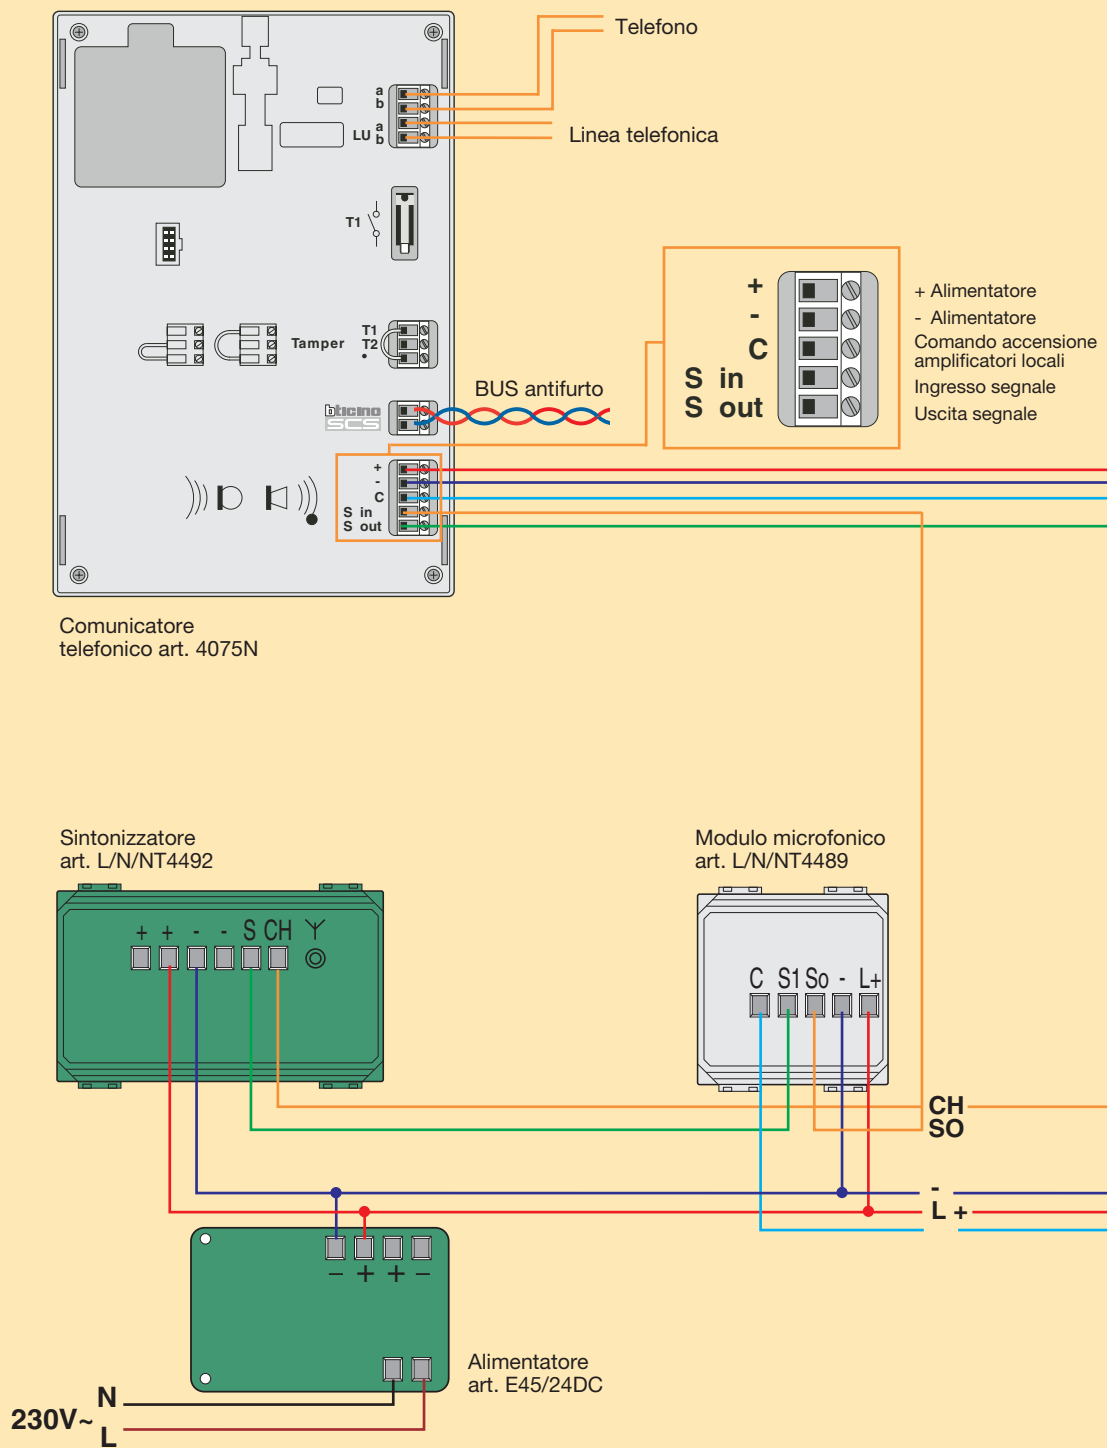 Telefono
a
b
LU a
b
Linea telefonica
T1
+
-
C
S in
S out
+ Alimentatore
- Alimentatore
Comando accensione
amplificatori locali
Ingresso segnale
Uscita segnale
Tamper
T1
T2
•
BUS antifurto
bticino
SCS
+
-
C
S in
S out
Comunicatore
telefonico art. 4075N
Sintonizzatore
art. L/N/NT4492
+ + - - S CH
Modulo microfonico
art. L/N/NT4489
C S1 So - L+
CH
SO
-
L +
− + + −
Alimentatore
art. E45/24DC
N
230V~
L